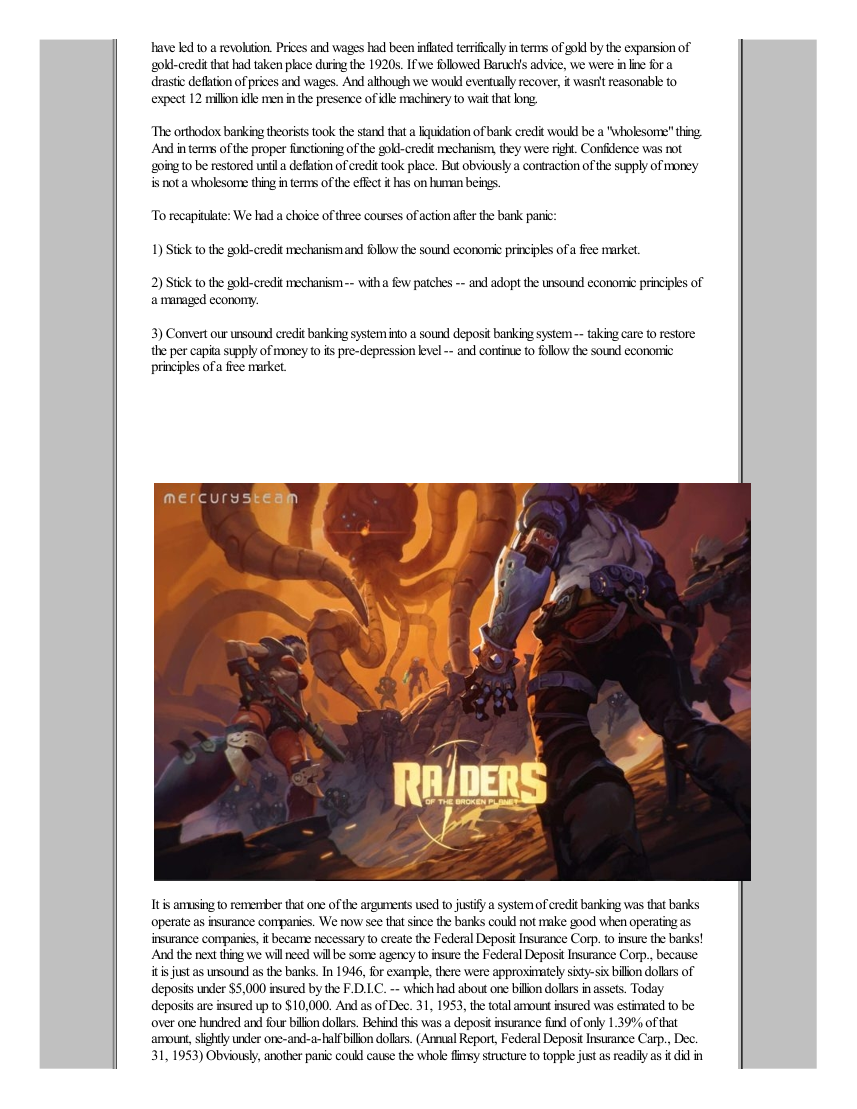 have led to a revolution. Prices and wages had been inflated terrifically in terms of gold by the expansion of
gold-credit that had taken place during the 1920s. If we followed Baruch's advice, we were in line for a
drastic deflation of prices and wages. And although we would eventually recover, it wasn't reasonable to
expect 12 million idle men in the presence of idle machinery to wait that long.
The orthodox banking theorists took the stand that a liquidation of bank credit would be a "wholesome" thing.
And in terms of the proper functioning of the gold-credit mechanism, they were right. Confidence was not
going to be restored until a deflation of credit took place. But obviously a contraction of the supply of money
is not a wholesome thing in terms of the effect it has on human beings.
To recapitulate: We had a choice of three courses of action after the bank panic:
1) Stick to the gold-credit mechanism and follow the sound economic principles of a free market.
2) Stick to the gold-credit mechanism -- with a few patches -- and adopt the unsound economic principles of
a managed economy.
3) Convert our unsound credit banking system into a sound deposit banking system -- taking care to restore
the per capita supply of money to its pre-depression level -- and continue to follow the sound economic
principles of a free market.
mercurysteam
RAIDERS
OF THE BROKEN PLANET
It is amusing to remember that one of the arguments used to justify a system of credit banking was that banks
operate as insurance companies. We now see that since the banks could not make good when operating as
insurance companies, it became necessary to create the Federal Deposit Insurance Corp. to insure the banks!
And the next thing we will need will be some agency to insure the Federal Deposit Insurance Corp., because
it is just as unsound as the banks. In 1946, for example, there were approximately sixty-six billion dollars of
deposits under $5,000 insured by the F.D.I.C. -- which had about one billion dollars in assets. Today
deposits are insured up to $10,000. And as of Dec. 31, 1953, the total amount insured was estimated to be
over one hundred and four billion dollars. Behind this was a deposit insurance fund of only 1.39% of that
amount, slightly under one-and-a-half billion dollars. (Annual Report, Federal Deposit Insurance Carp., Dec.
31, 1953) Obviously, another panic could cause the whole flimsy structure to topple just as readily as it did in